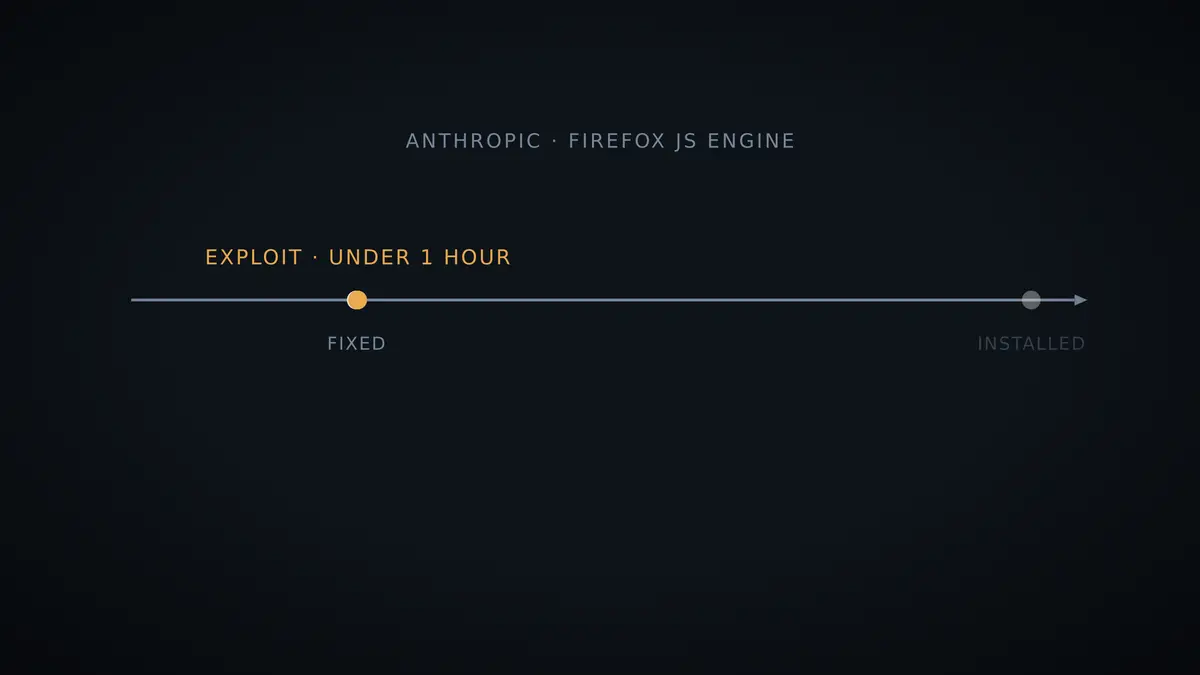 ANTHROPIC · FIREFOX JS ENGINE
EXPLOIT · UNDER 1 HOUR
FIXED
INSTALLED